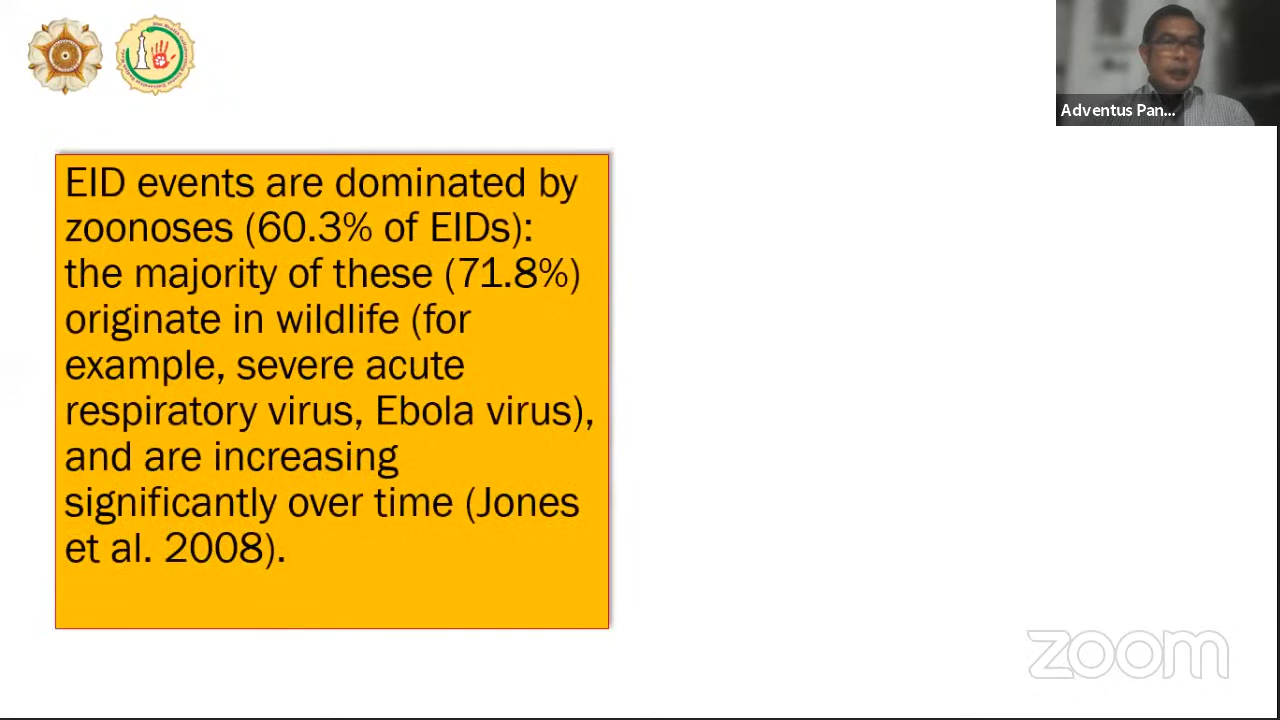 Adventus Pan...
EID events are dominated by
zoonoses (60.3% of EIDs):
the majority of these (71.8%)
originate in wildlife (for
example, severe acute
respiratory virus, Ebola virus),
and are increasing
significantly over time (Jones
et al. 2008).
zoom